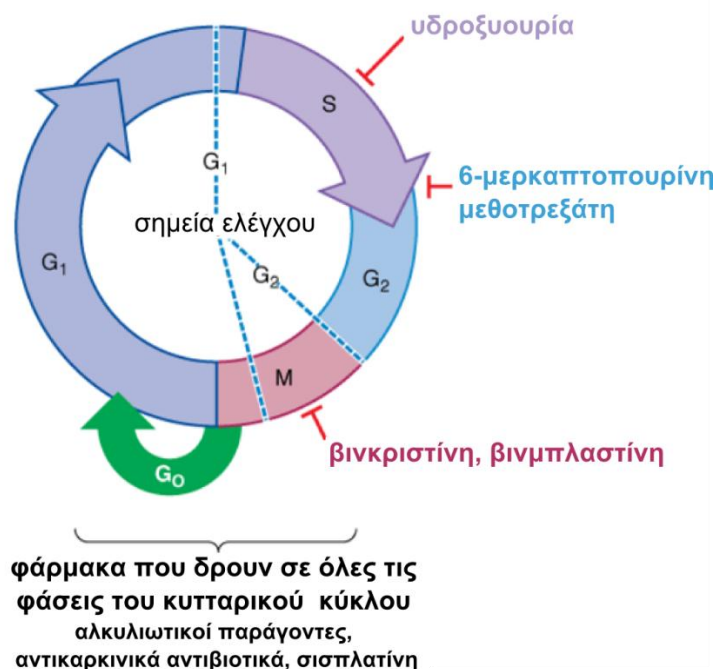 υδροξυουρία
S
6-μερκαπτοπουρίνη
μεθοτρεξάτη
G₁
σημεία ελέγχου
G₁
G₂
G₂
M
βινκριστίνη, βινμπλαστίνη
G₀
φάρμακα που δρουν σε όλες τις
φάσεις του κυτταρικού κύκλου
αλκυλιωτικοί παράγοντες,
αντικαρκινικά αντιβιοτικά, σισπλατίνη